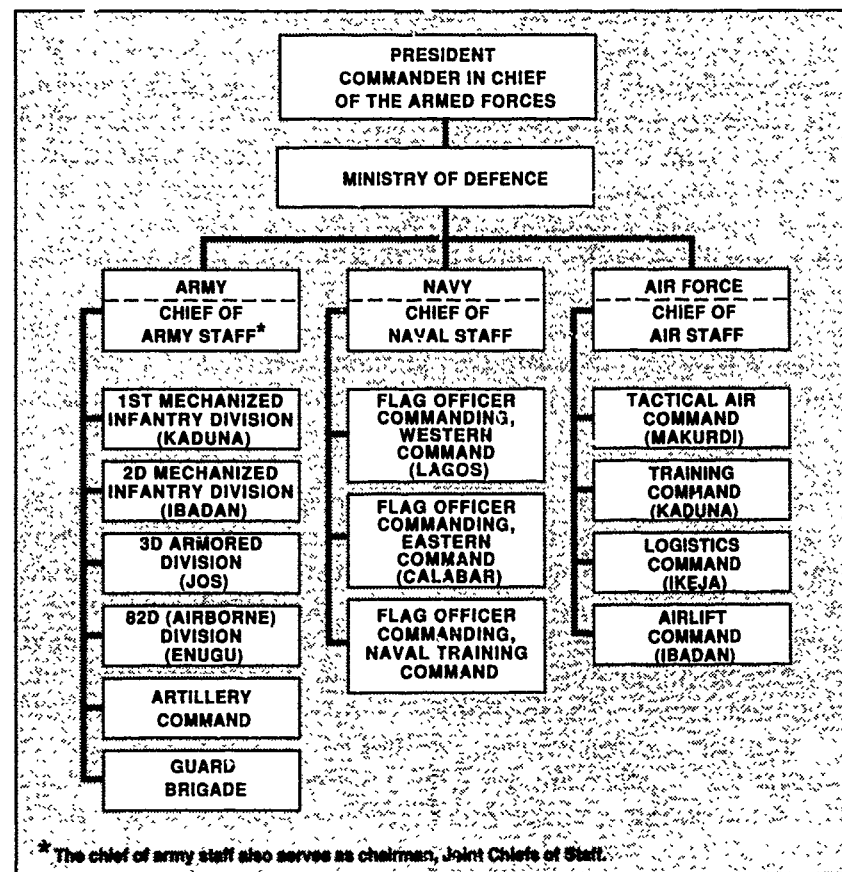 PRESIDENT
COMMANDER IN CHIEF
OF THE ARMED FORCES
MINISTRY OF DEFENCE
ARMY
CHIEF OF
ARMY STAFF*
1ST MECHANIZED
INFANTRY DIVISION
(KADUNA)
2D MECHANIZED
INFANTRY DIVISION
(IBADAN)
3D ARMORED
DIVISION
(JOS)
82D (AIRBORNE)
DIVISION
(ENUGU)
ARTILLERY
COMMAND
GUARD
BRIGADE
NAVY
CHIEF OF
NAVAL STAFF
FLAG OFFICER
COMMANDING,
WESTERN
COMMAND
(LAGOS)
FLAG OFFICER
COMMANDING,
EASTERN
COMMAND
(CALABAR)
FLAG OFFICER
COMMANDING,
NAVAL TRAINING
COMMAND
AIR FORCE
CHIEF OF
AIR STAFF
TACTICAL AIR
COMMAND
(MAKURDI)
TRAINING
COMMAND
(KADUNA)
LOGISTICS
COMMAND
(IKEJA)
AIRLIFT
COMMAND
(IBADAN)
* The chief of army staff also serves as chairman, Joint Chiefs of Staff.